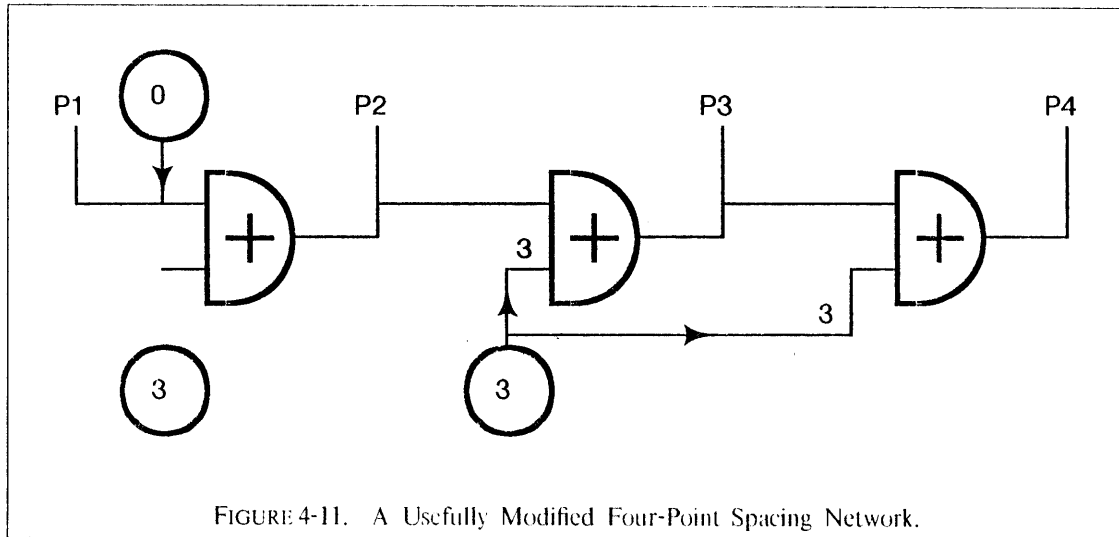 0
P1 P2 P3 P4
+ + +
3
3
3 3
FIGURE 4-11. A Usefully Modified Four-Point Spacing Network.